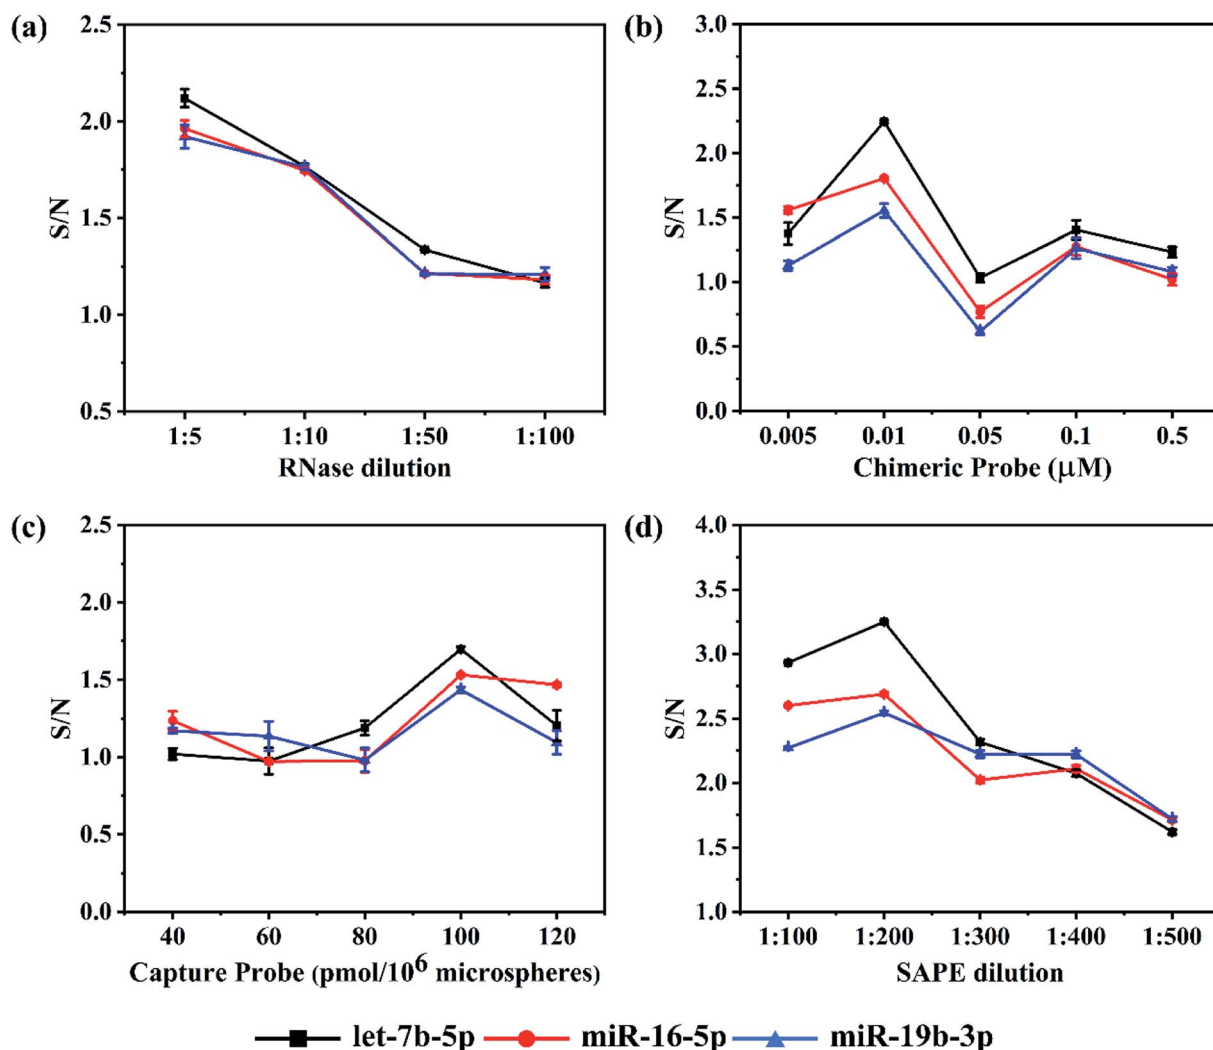 (a)
2.5
2.0
1.5
1.0
0.5
S/N
1:5 1:10 1:50 1:100
RNase dilution
(b)
3.0
2.5
2.0
1.5
1.0
0.5
0.0
S/N
0.005 0.01 0.05 0.1 0.5
Chimeric Probe (μM)
(c)
2.5
2.0
1.5
1.0
0.5
0.0
S/N
40 60 80 100 120
Capture Probe (pmol/10⁶ microspheres)
(d)
4.0
3.5
3.0
2.5
2.0
1.5
1.0
S/N
1:100 1:200 1:300 1:400 1:500
SAPE dilution
let-7b-5p miR-16-5p miR-19b-3p